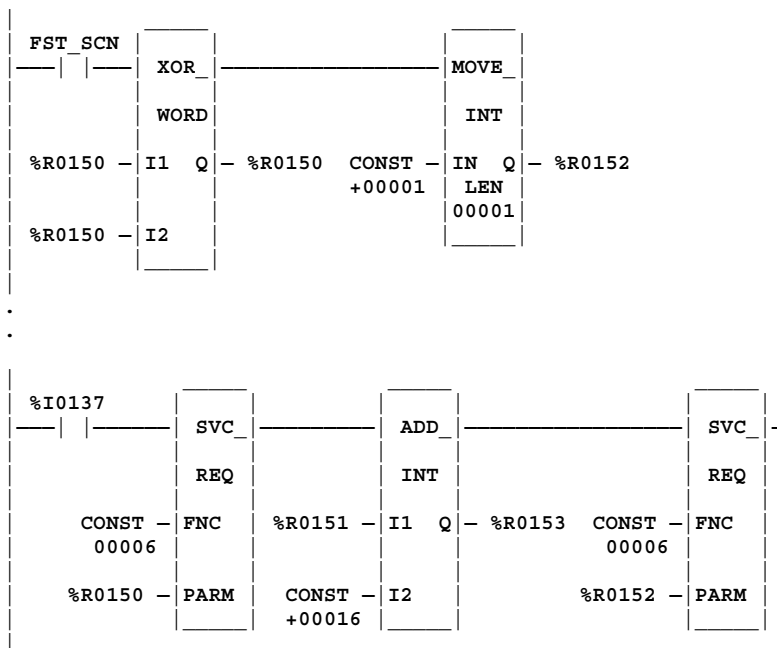 FST_SCN
XOR_ MOVE_
WORD INT
%R0150 I1 Q %R0150 CONST IN Q %R0152
+00001 LEN
00001
%R0150 I2
%I0137
SVC_ ADD_ SVC_
REQ INT REQ
CONST FNC %R0151 I1 Q %R0153 CONST FNC
00006 00006
%R0150 PARM CONST I2 %R0152 PARM
+00016